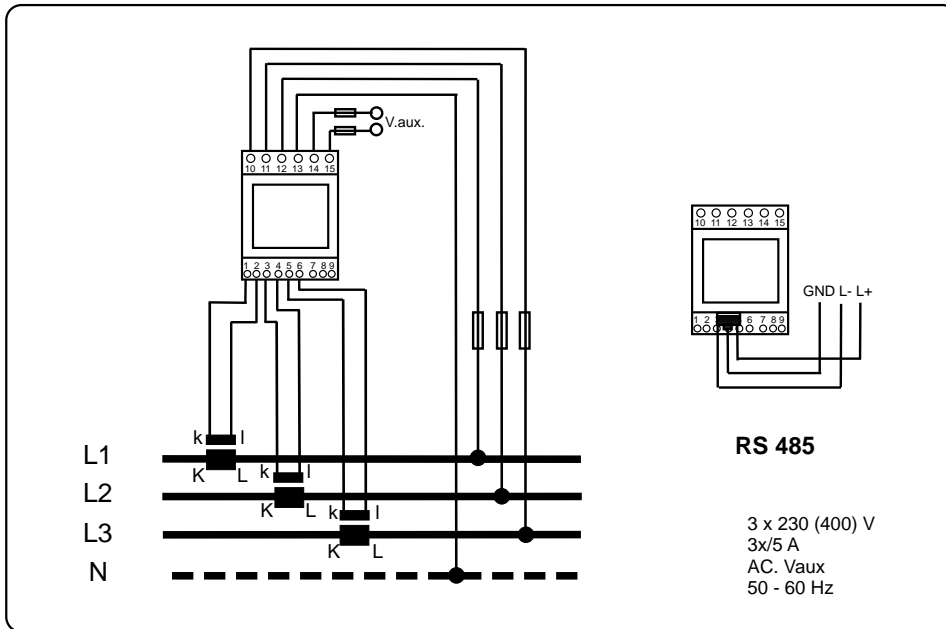 V.aux.
10 11 12 13 14 15
1 2 3 4 5 6 7 8 9
k l
L1
K L
k l
L2
K L
k l
L3
K L
N
10 11 12 13 14 15
GND L- L+
1 2 6 7 8 9
RS 485
3 x 230 (400) V
3x/5 A
AC. Vaux
50 - 60 Hz